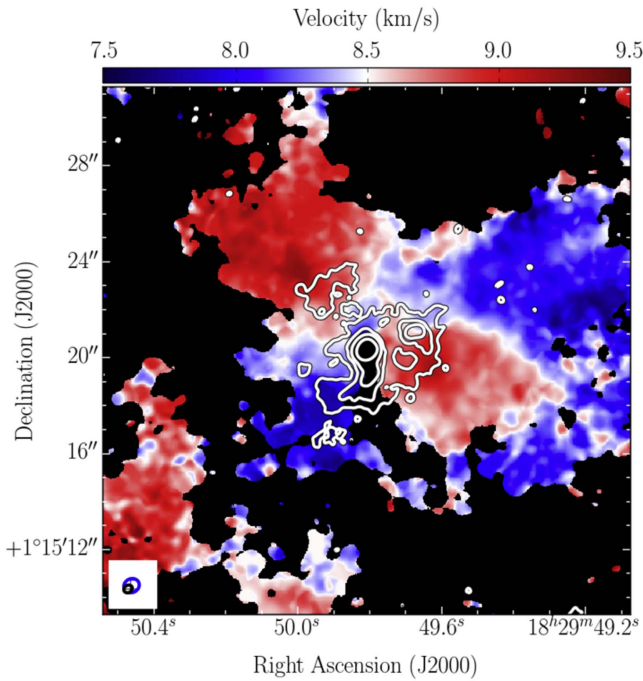 Velocity (km/s)
7.5 8.0 8.5 9.0 9.5
28″
24″
20″
16″
+1°15′12″
Declination (J2000)
50.4ˢ 50.0ˢ 49.6ˢ 18ʰ29ᵐ49.2ˢ
Right Ascension (J2000)